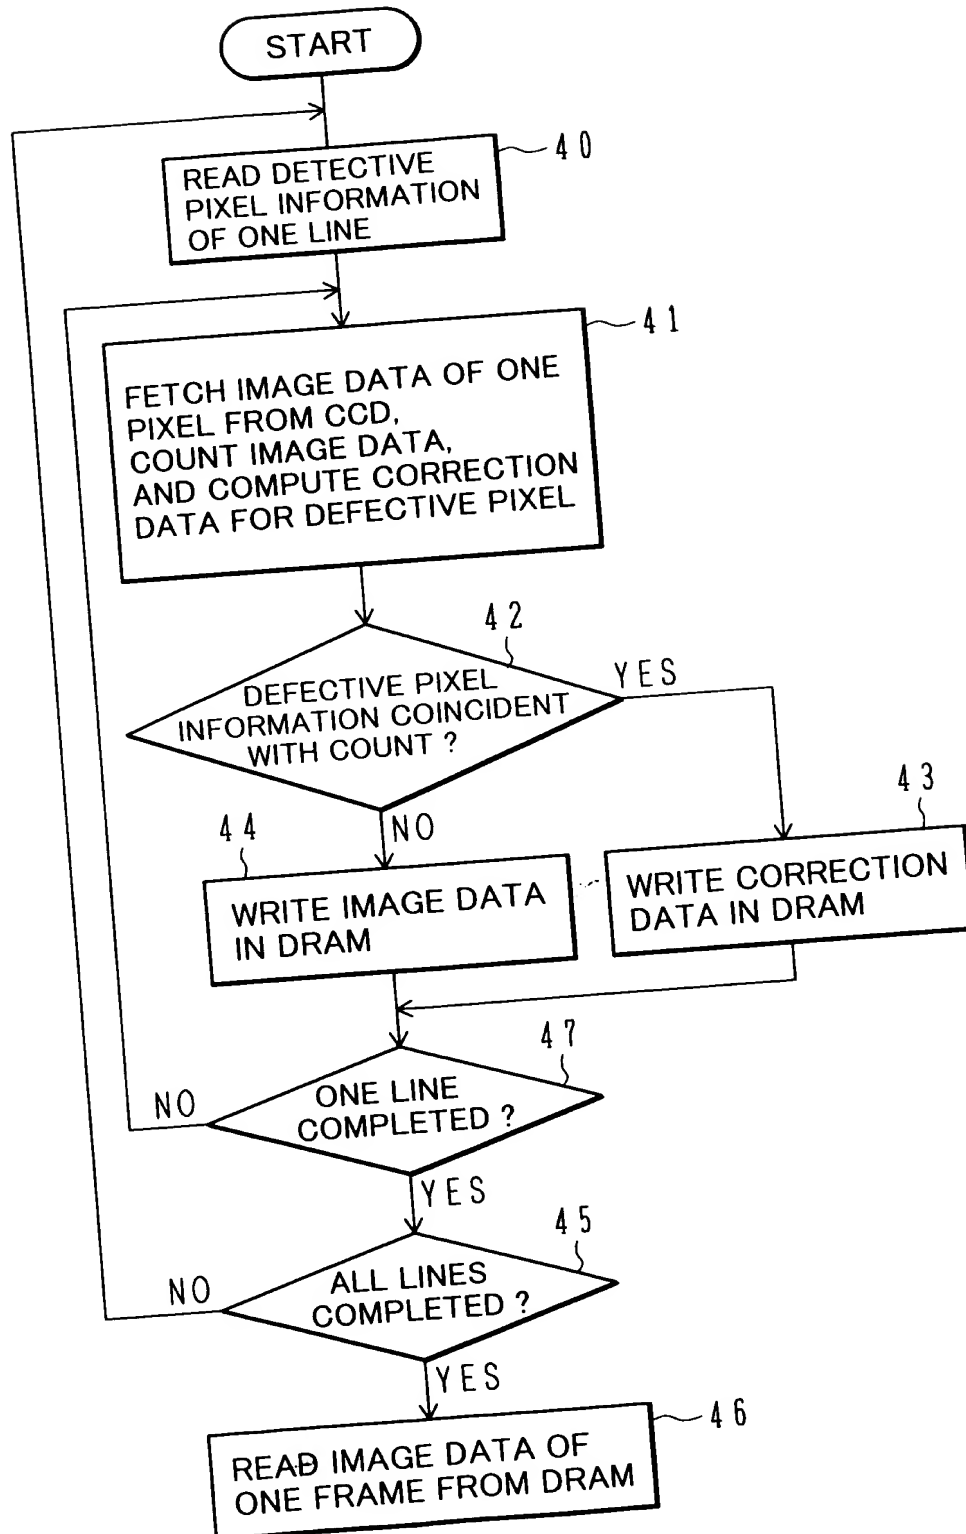 START
40
READ DETECTIVE
PIXEL INFORMATION
OF ONE LINE
41
FETCH IMAGE DATA OF ONE
PIXEL FROM CCD,
COUNT IMAGE DATA,
AND COMPUTE CORRECTION
DATA FOR DEFECTIVE PIXEL
42
DEFECTIVE PIXEL
INFORMATION COINCIDENT
WITH COUNT ?
YES
NO
43
44
WRITE IMAGE DATA
IN DRAM
WRITE CORRECTION
DATA IN DRAM
47
ONE LINE
COMPLETED ?
NO
YES
45
ALL LINES
COMPLETED ?
NO
YES
46
READ IMAGE DATA OF
ONE FRAME FROM DRAM